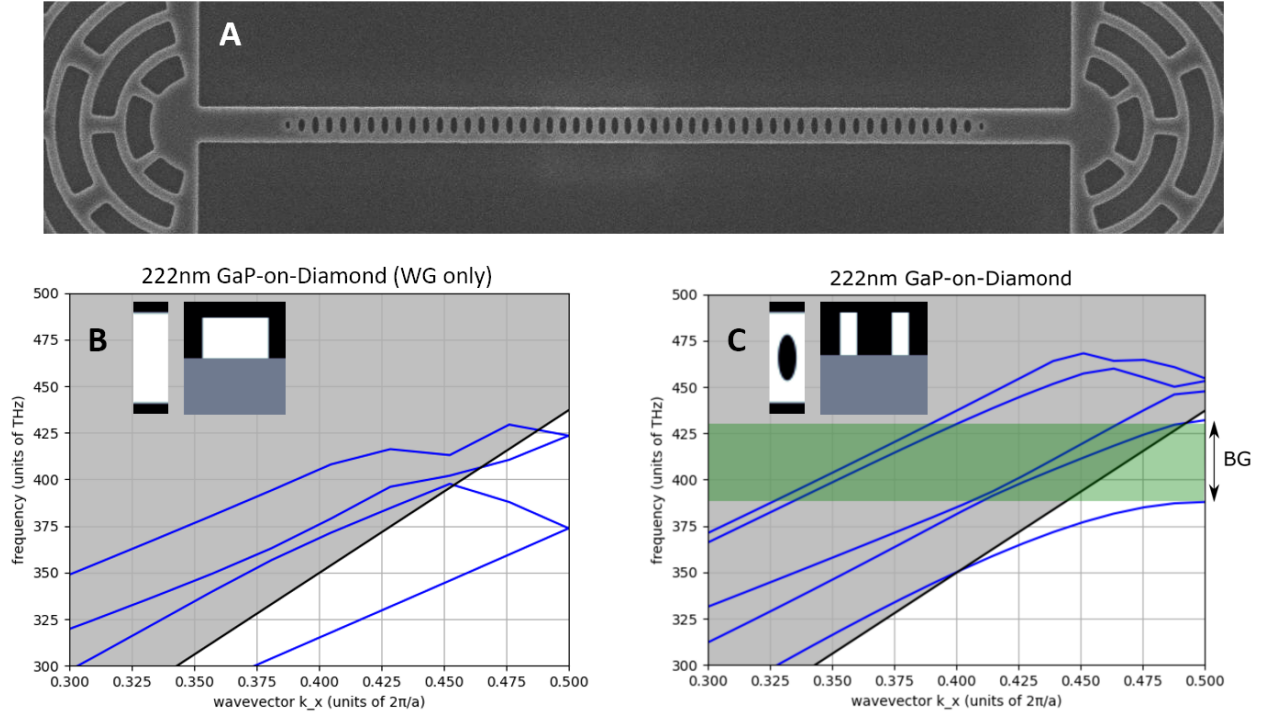 A
222nm GaP-on-Diamond (WG only)
B
frequency (units of THz)
500
475
450
425
400
375
350
325
300
0.300 0.325 0.350 0.375 0.400 0.425 0.450 0.475 0.500
wavevector k_x (units of 2π/a)
222nm GaP-on-Diamond
C
frequency (units of THz)
500
475
450
425
400
375
350
325
300
0.300 0.325 0.350 0.375 0.400 0.425 0.450 0.475 0.500
wavevector k_x (units of 2π/a)
BG